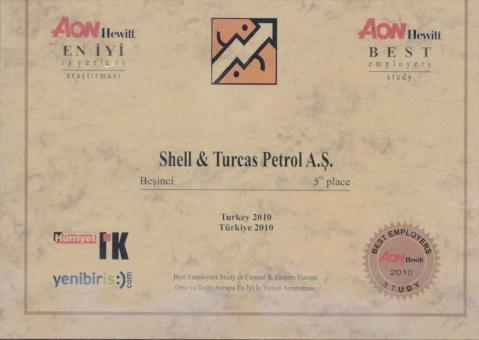 AON Hewitt
EN İYİ
işyerleri
araştırması
AON Hewitt
BEST
employers
study
Shell & Turcas Petrol A.Ş.
Beşinci 5th place
Turkey 2010
Türkiye 2010
Hürriyet İK
yenibiris:) com
Best Employers Study in Central & Eastern Europe
Orta ve Doğu Avrupa En İyi İş Yerleri Araştırması
BEST EMPLOYERS
AON Hewitt
2010
STUDY